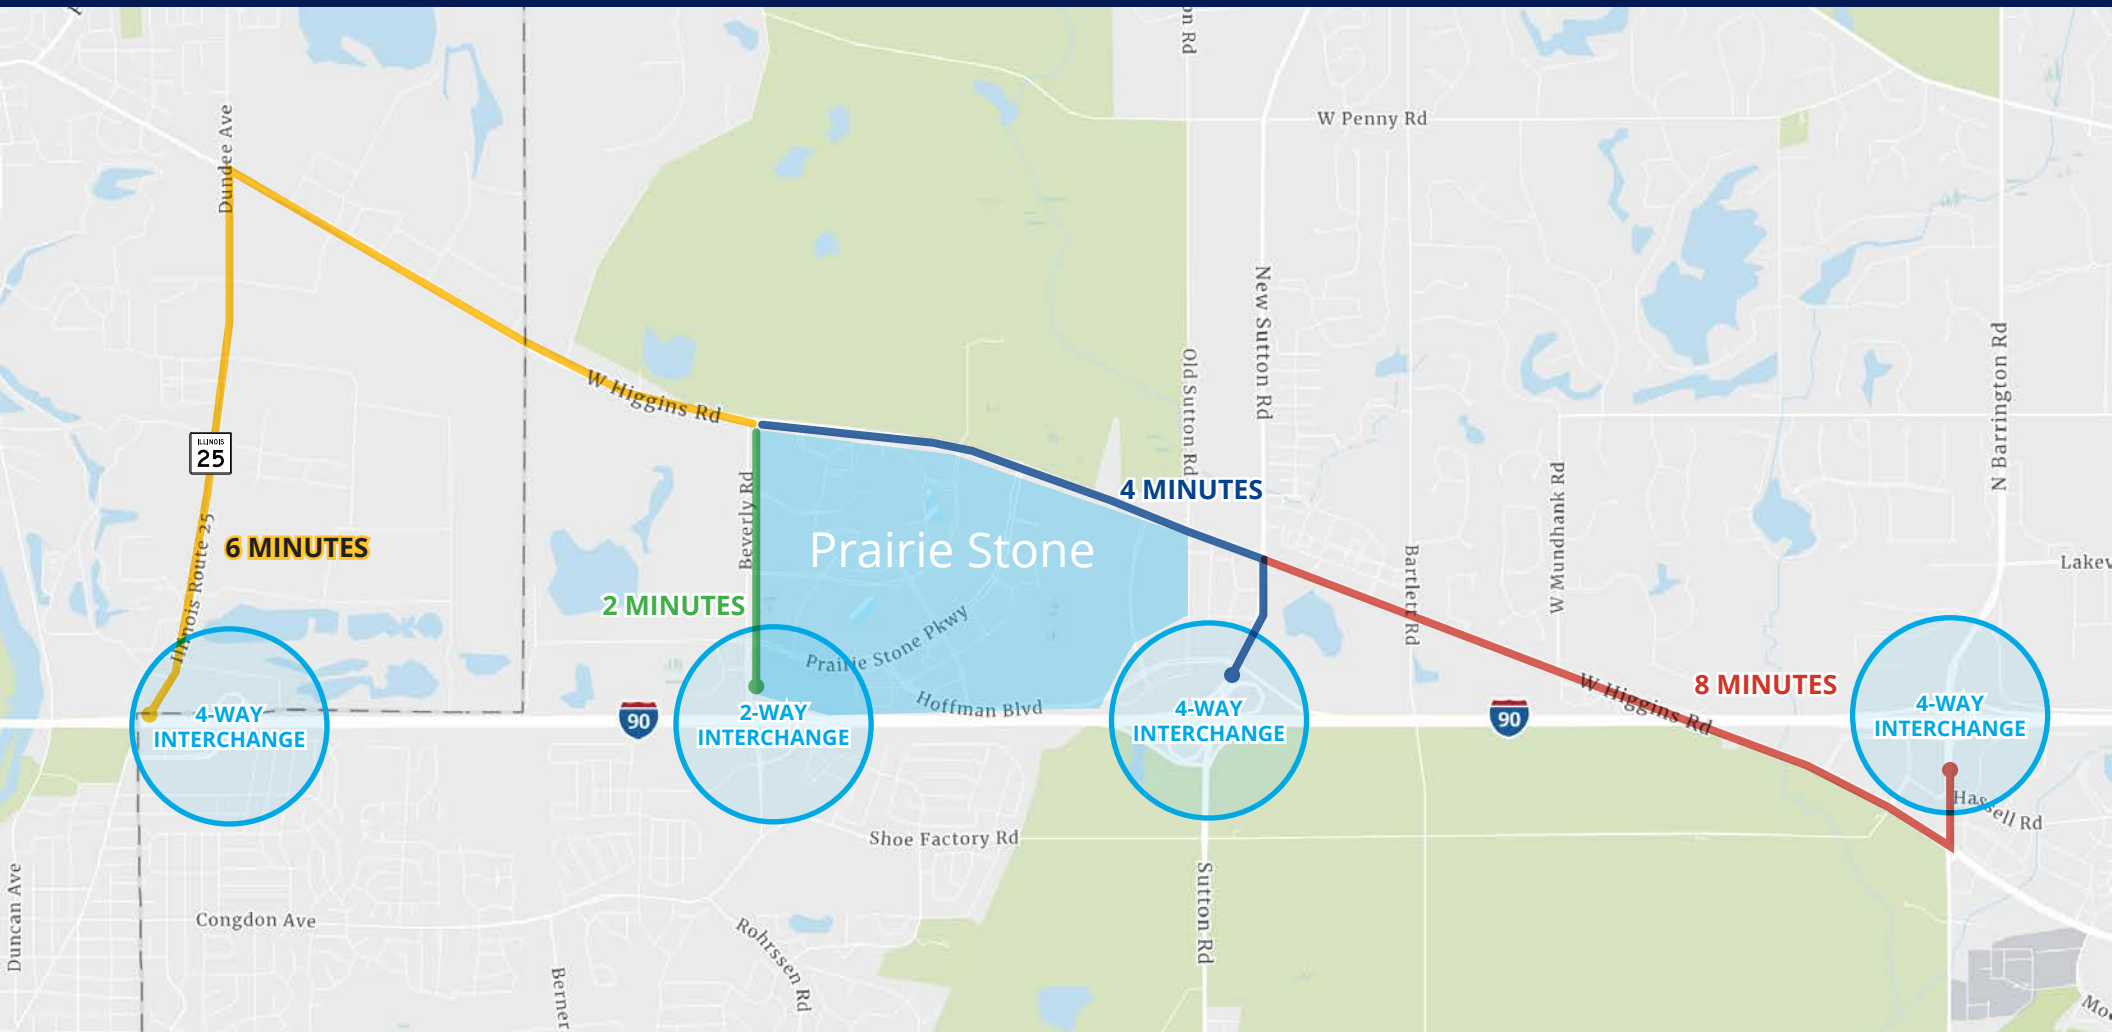 on Rd
Dundee Ave
W Penny Rd
New Sutton Rd
Old Sutton Rd
N Barrington Rd
W Higgins Rd
ILLINOIS
25
Beverly Rd
4 MINUTES
W Mundhank Rd
Bartlett Rd
Prairie Stone
6 MINUTES
Illinois Route 25
2 MINUTES
Lakev
Prairie Stone Pkwy
Hoffman Blvd
W Higgins Rd
8 MINUTES
4-WAY
INTERCHANGE
90
2-WAY
INTERCHANGE
4-WAY
INTERCHANGE
90
4-WAY
INTERCHANGE
Hassell Rd
Shoe Factory Rd
Duncan Ave
Congdon Ave
Rohrssen Rd
Sutton Rd
Berner